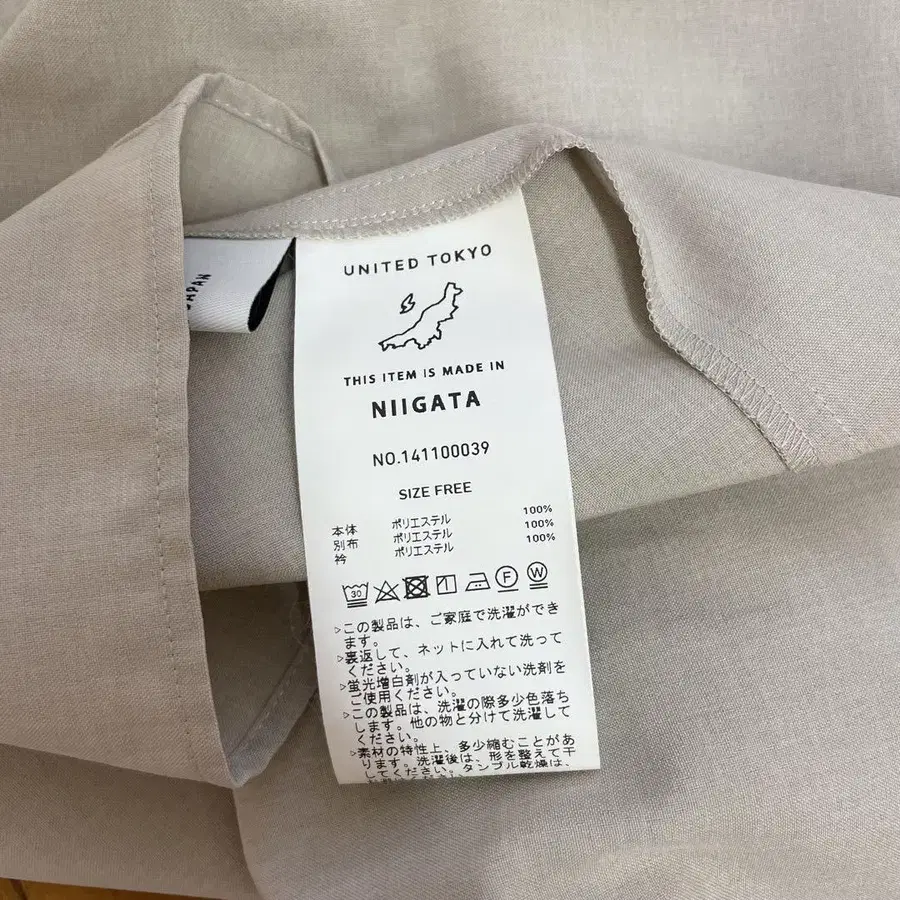 UNITED TOKYO
JAPAN
THIS ITEM IS MADE IN
NIIGATA
NO.141100039
SIZE FREE
本体 ポリエステル 100%
別布 ポリエステル 100%
衿 ポリエステル 100%
30
F
W
▷この製品は、ご家庭で洗濯ができ
ます。
▷裏返して、ネットに入れて洗って
ください。
▷蛍光増白剤が入っていない洗剤を
ご使用ください。
▷この製品は、洗濯の際多少色落ち
します。他の物と分けて洗濯して
ください。
▷素材の特性上、多少縮むことがあ
ります。洗濯後は、形を整えて干
してください。タンブル乾燥は、